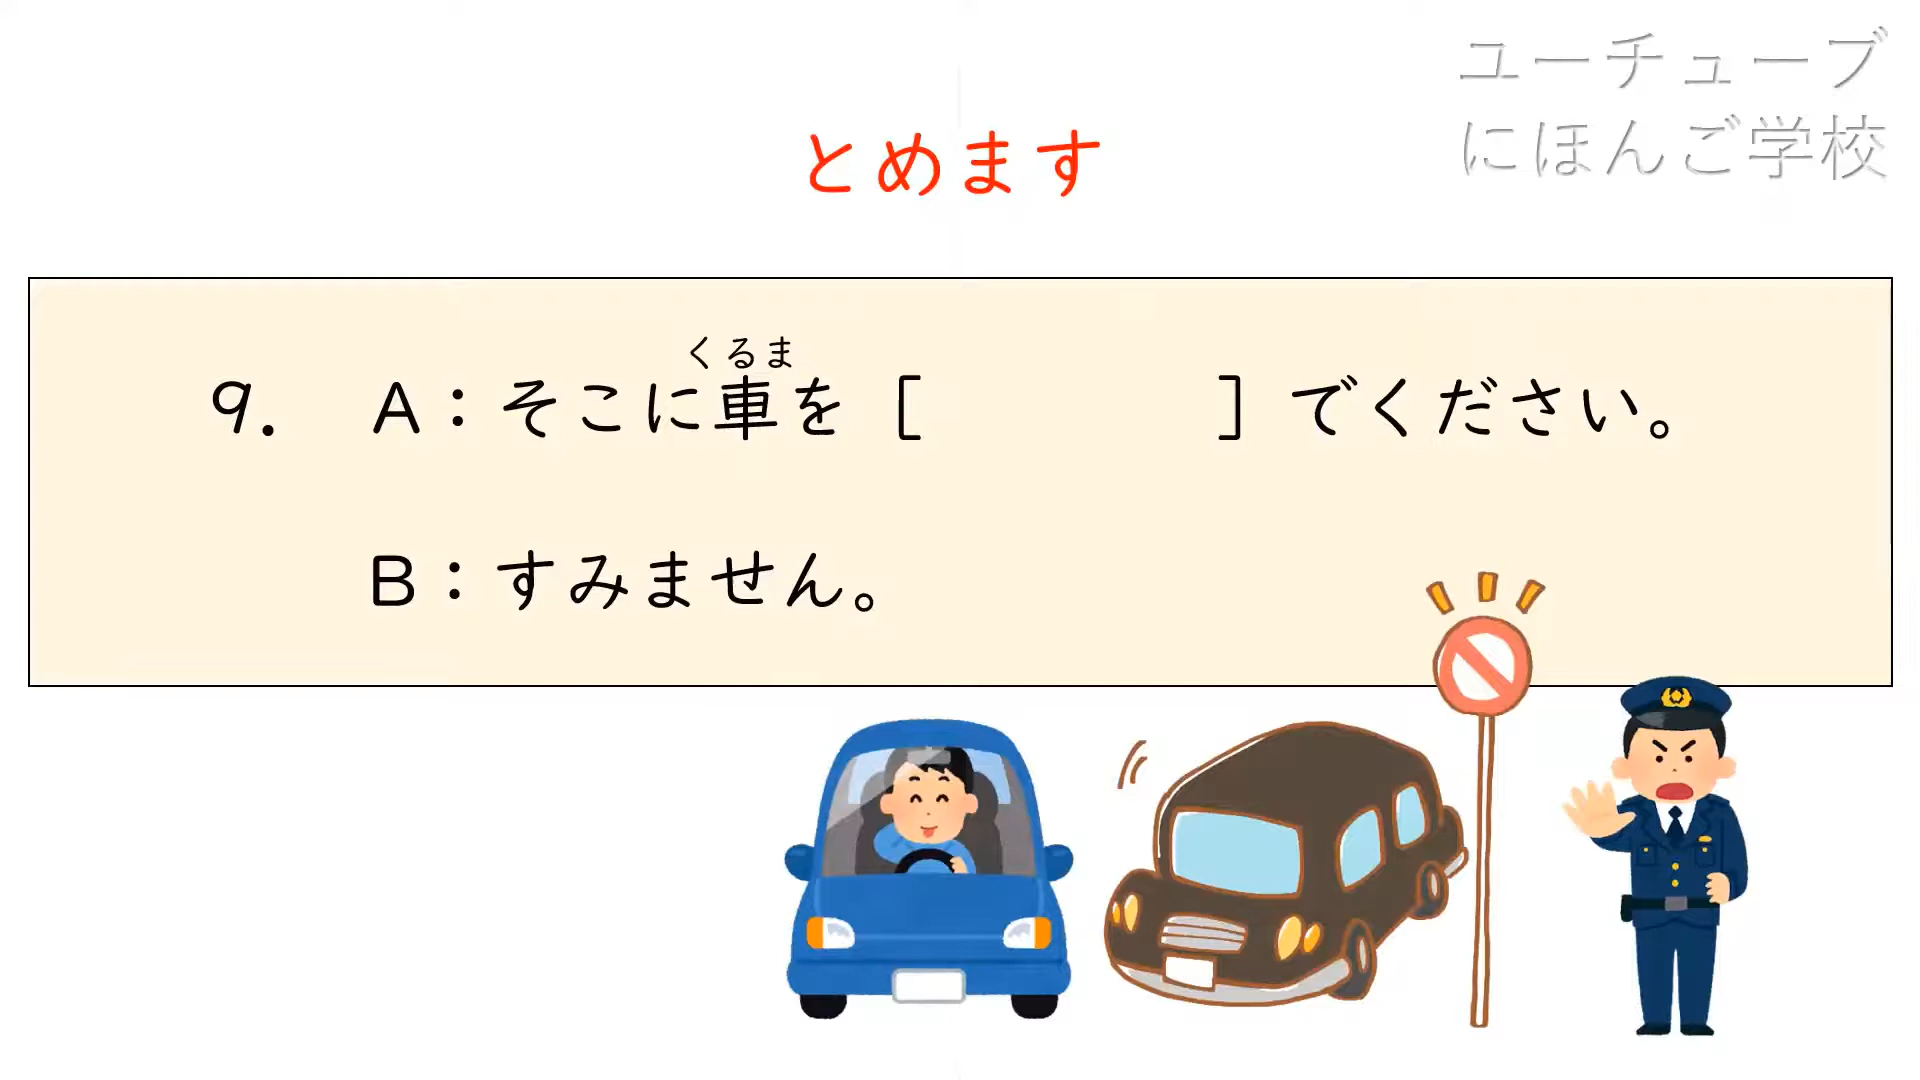 ユーチューブ
にほんご学校
とめます
くるま
9. A：そこに車を［　　　　］でください。
B：すみません。